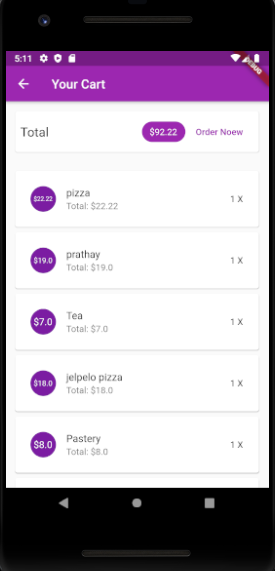 5:11
DEBUG
Your Cart
Total $92.22 Order Noew
pizza
$22.22 1 X
Total: $22.22
prathay
$19.0 1 X
Total: $19.0
Tea
$7.0 1 X
Total: $7.0
jelpelo pizza
$18.0 1 X
Total: $18.0
Pastery
$8.0 1 X
Total: $8.0